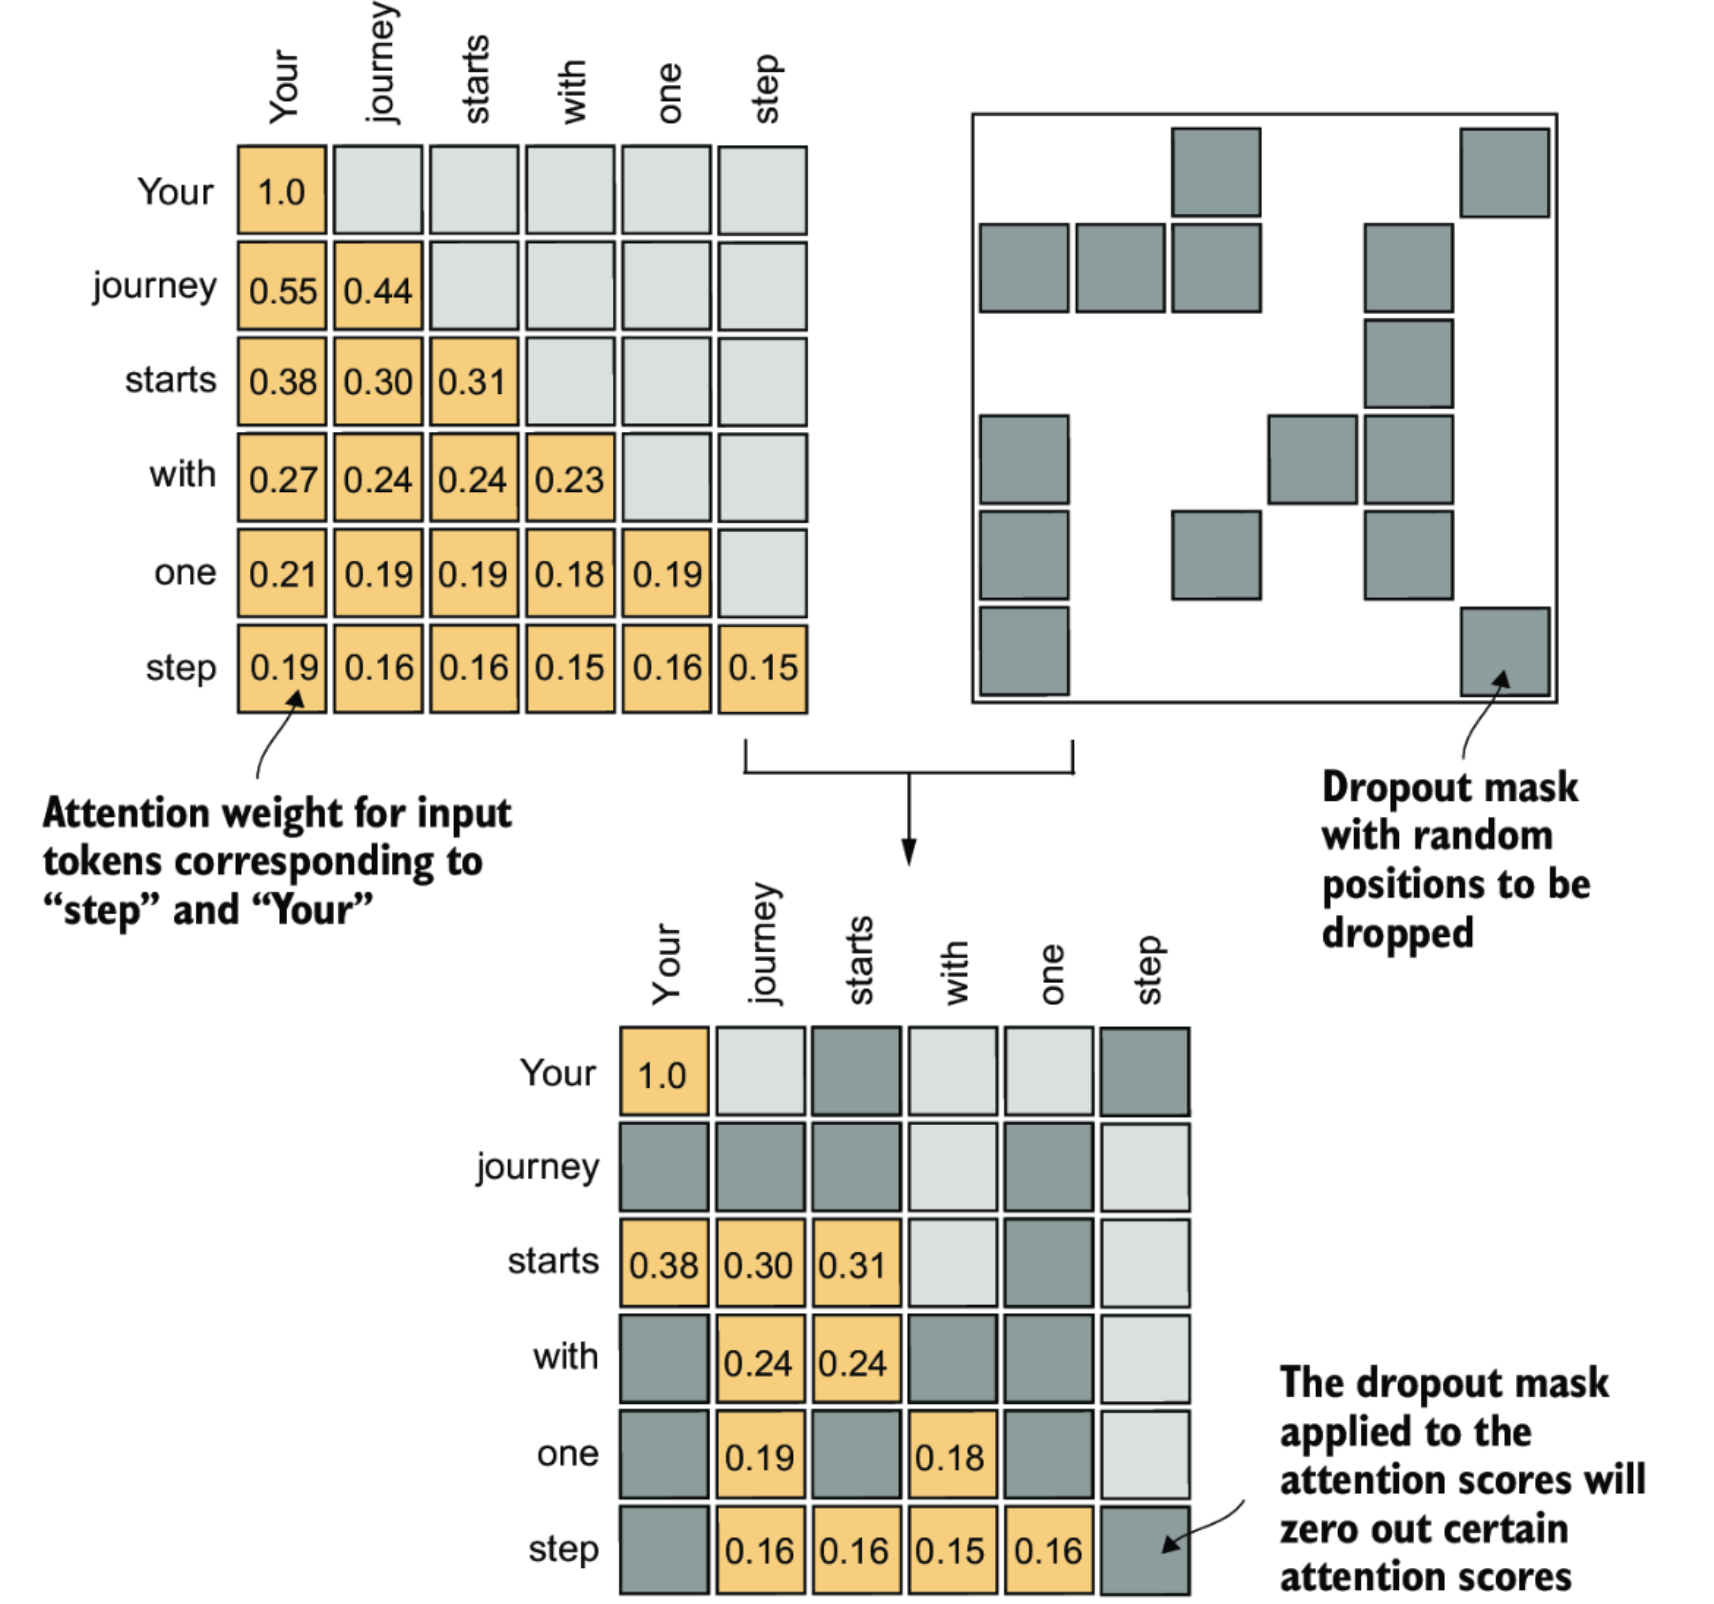 Your journey starts with one step
Your 1.0
journey 0.55 0.44
starts 0.38 0.30 0.31
with 0.27 0.24 0.24 0.23
one 0.21 0.19 0.19 0.18 0.19
step 0.19 0.16 0.16 0.15 0.16 0.15
Attention weight for input
tokens corresponding to
“step” and “Your”
Dropout mask
with random
positions to be
dropped
Your journey starts with one step
Your 1.0
journey
starts 0.38 0.30 0.31
with 0.24 0.24
one 0.19 0.18
step 0.16 0.16 0.15 0.16
The dropout mask
applied to the
attention scores will
zero out certain
attention scores